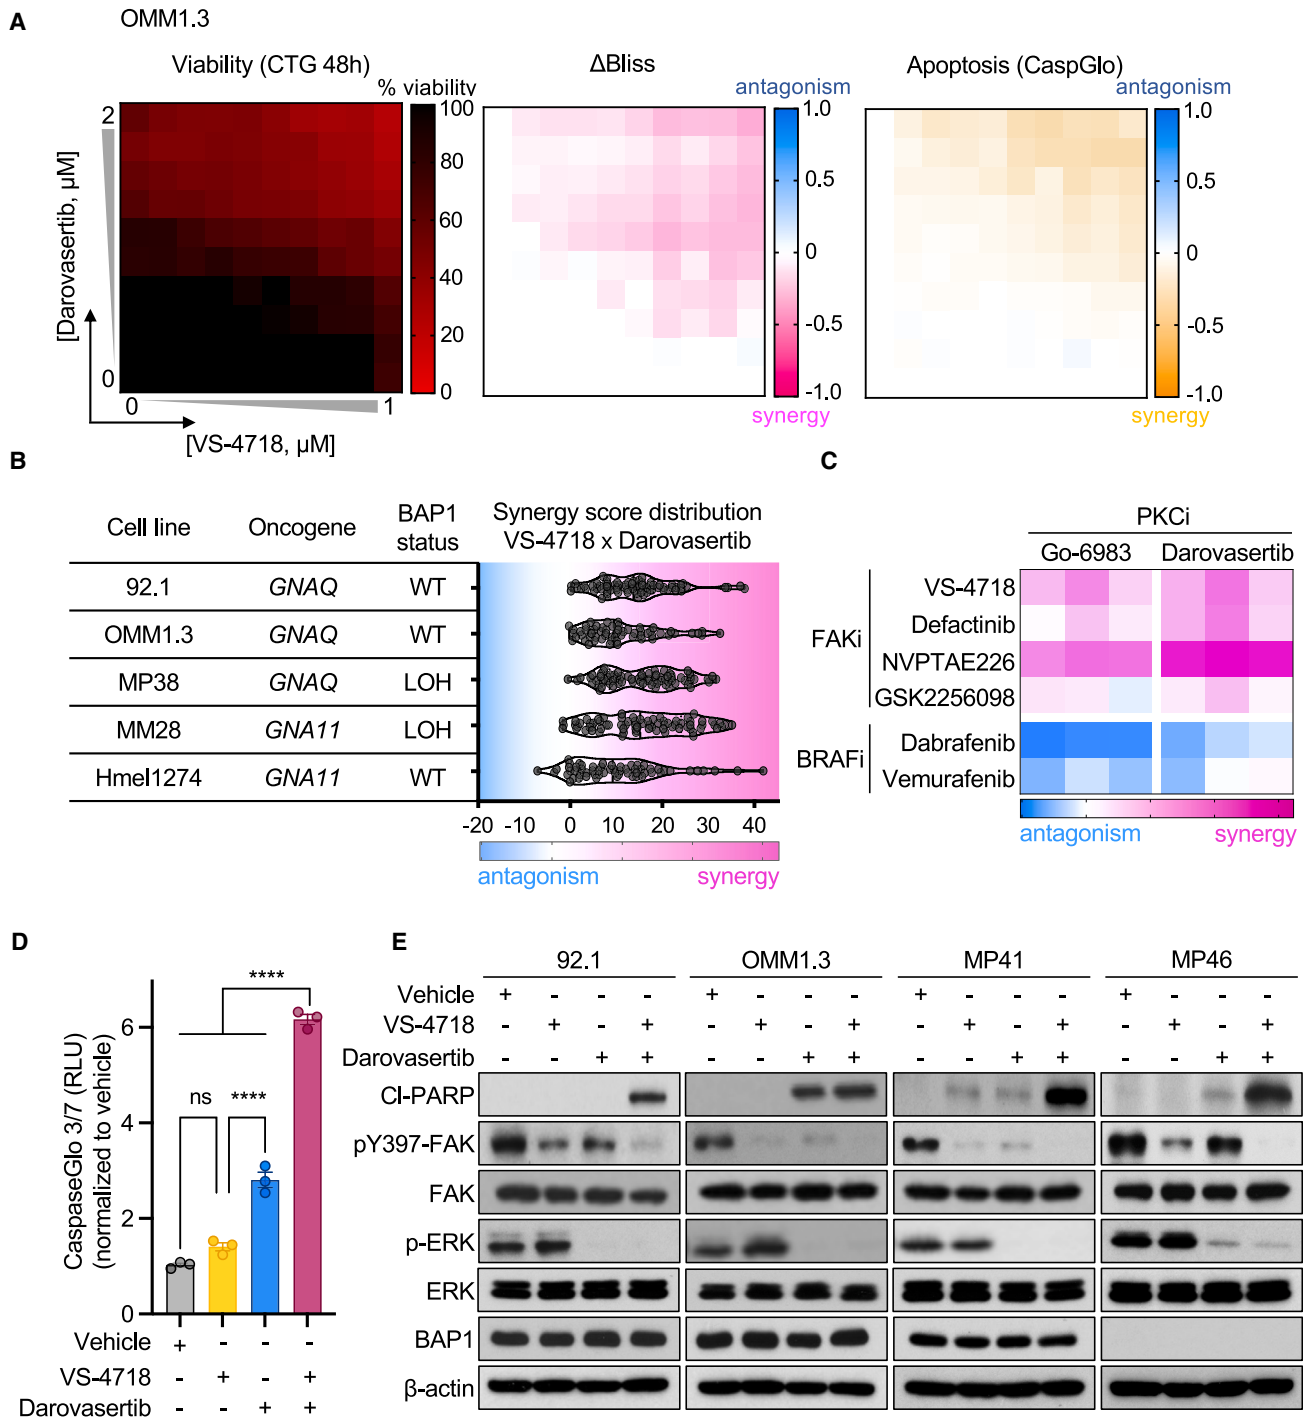 A
OMM1.3
Viability (CTG 48h)
% viability
100
80
60
40
20
0
[Darovasertib, µM]
2
0
0
1
[VS-4718, µM]
ΔBliss
antagonism
1.0
0.5
0
-0.5
-1.0
synergy
Apoptosis (CaspGlo)
antagonism
1.0
0.5
0
-0.5
-1.0
synergy
B
Cell line Oncogene BAP1 status
Synergy score distribution
VS-4718 x Darovasertib
92.1 GNAQ WT
OMM1.3 GNAQ WT
MP38 GNAQ LOH
MM28 GNA11 LOH
Hmel1274 GNA11 WT
-20 -10 0 10 20 30 40
antagonism synergy
C
PKCi
Go-6983 Darovasertib
FAKi
VS-4718
Defactinib
NVPTAE226
GSK2256098
BRAFi
Dabrafenib
Vemurafenib
antagonism synergy
D
CaspaseGlo 3/7 (RLU)
(normalized to vehicle)
6
4
2
0
****
ns
****
Vehicle + - - -
VS-4718 - + - +
Darovasertib - - + +
E
92.1 OMM1.3 MP41 MP46
Vehicle + - - - + - - - + - - - + - - -
VS-4718 - + - + - + - + - + - + - + - +
Darovasertib - - + + - - + + - - + + - - + +
Cl-PARP
pY397-FAK
FAK
p-ERK
ERK
BAP1
β-actin